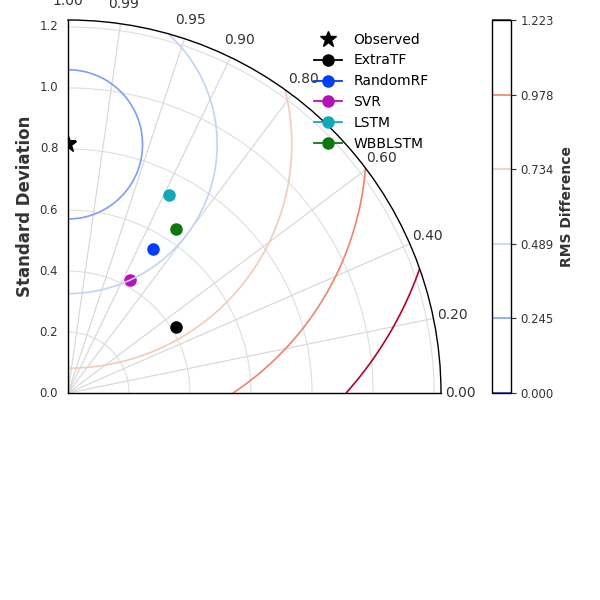 1.00
0.99
0.95
0.90
0.80
0.60
0.40
0.20
0.00
1.2
1.0
0.8
0.6
0.4
0.2
0.0
Standard Deviation
Observed
ExtraTF
RandomRF
SVR
LSTM
WBBLSTM
1.223
0.978
0.734
0.489
0.245
0.000
RMS Difference